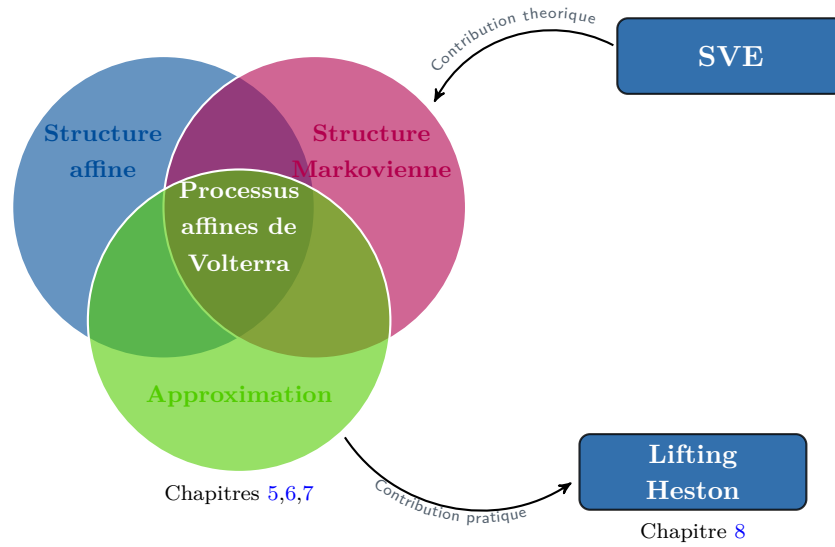 Contribution theorique
SVE
Structure
affine
Structure
Markovienne
Processus
affines de
Volterra
Approximation
Chapitres 5,6,7
Contribution pratique
Lifting
Heston
Chapitre 8